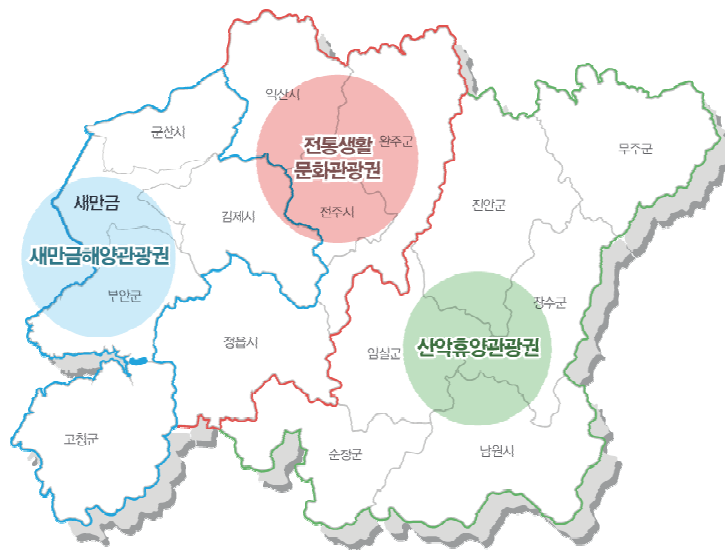 익산시
군산시
완주군
전통생활
문화관광권
무주군
새만금
진안군
김제시
전주시
새만금해양관광권
부안군
장수군
정읍시
임실군
산악휴양관광권
고창군
순창군
남원시